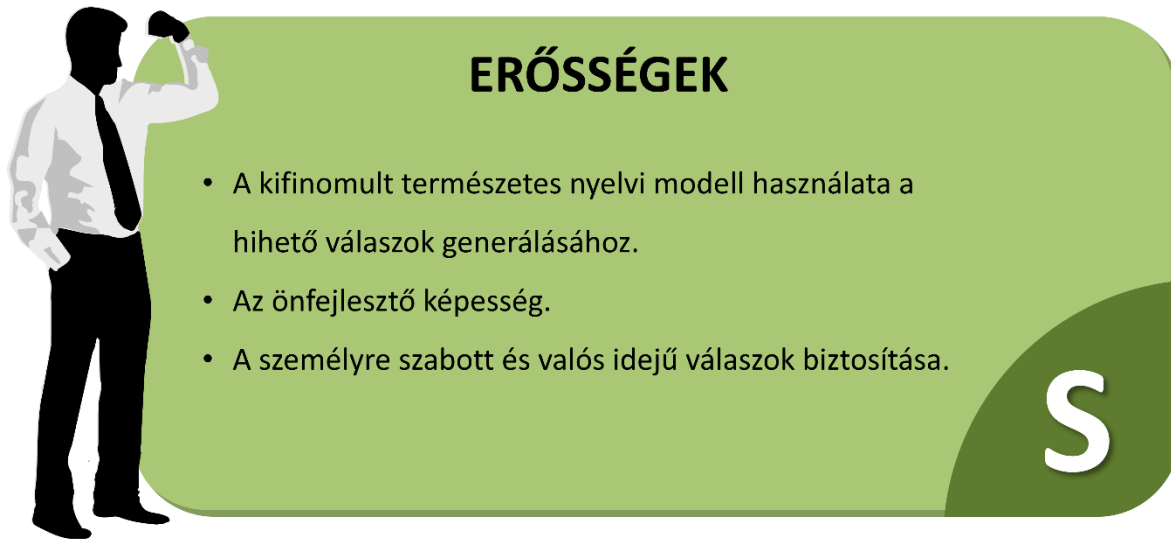 ERŐSSÉGEK
• A kifinomult természetes nyelvi modell használata a
hihető válaszok generálásához.
• Az önfejlesztő képesség.
• A személyre szabott és valós idejű válaszok biztosítása.
S